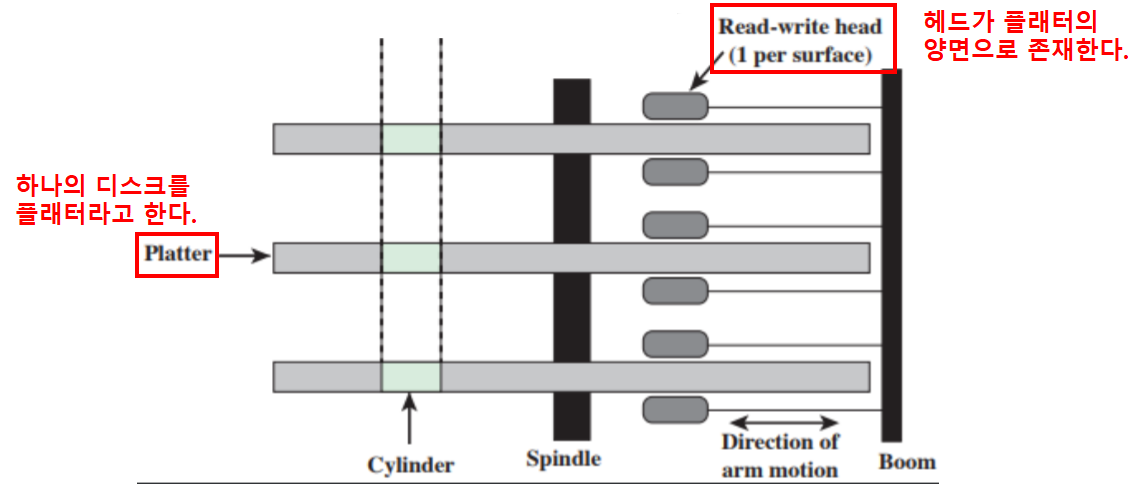 Read-write head
(1 per surface)
헤드가 플래터의
양면으로 존재한다.
하나의 디스크를
플래터라고 한다.
Platter
Cylinder
Spindle
Direction of
arm motion
Boom